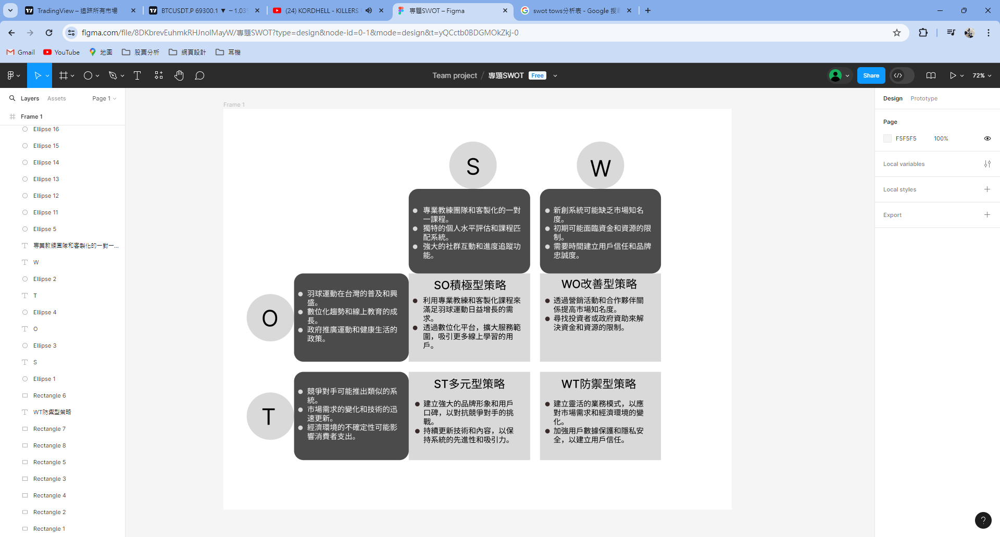 TradingView – 追踪所有市場
BTCUSDT.P 69300.1 ▼ −1.03
(24) KORDHELL - KILLERS
專題SWOT – Figma
swot tows分析表 - Google 搜
figma.com/file/8DKbrevEuhmkRHJnolMayW/專題SWOT?type=design&node-id=0-1&mode=design&t=yQCctb0BDGMOkZkj-0
Gmail
YouTube
地圖
股票分析
網頁設計
耳機
Team project / 專題SWOT Free
Share
72%
Layers
Assets
Page 1
Frame 1
Ellipse 16
Ellipse 15
Ellipse 14
Ellipse 13
Ellipse 12
Ellipse 11
Ellipse 5
專業教練團隊和客製化的一對一...
W
Ellipse 2
T
Ellipse 4
O
Ellipse 3
S
Ellipse 1
Rectangle 6
WT防禦型策略
Rectangle 7
Rectangle 8
Rectangle 5
Rectangle 3
Rectangle 4
Rectangle 2
Rectangle 1
Frame 1
S
W
專業教練團隊和客製化的一對
一課程。
獨特的個人水平評估和課程匹
配系統。
強大的社群互動和進度追蹤功
能。
新創系統可能缺乏市場知名
度。
初期可能面臨資金和資源的限
制。
需要時間建立用戶信任和品牌
忠誠度。
O
羽球運動在台灣的普及和興
盛。
數位化趨勢和線上教育的成
長。
政府推廣運動和健康生活的
政策。
SO積極型策略
利用專業教練和客製化課程來
滿足羽球運動日益增長的需
求。
透過數位化平台，擴大服務範
圍，吸引更多線上學習的用
戶。
WO改善型策略
透過營銷活動和合作夥伴關
係提高市場知名度。
尋找投資者或政府資助來解
決資金和資源的限制。
T
競爭對手可能推出類似的系
統。
市場需求的變化和技術的迅
速更新。
經濟環境的不確定性可能影
響消費者支出。
ST多元型策略
建立強大的品牌形象和用戶
口碑，以對抗競爭對手的挑
戰。
持續更新技術和內容，以保
持系統的先進性和吸引力。
WT防禦型策略
建立靈活的業務模式，以應
對市場需求和經濟環境的變
化。
加強用戶數據保護和隱私安
全，以建立用戶信任。
Design
Prototype
Page
F5F5F5
100%
Local variables
Local styles
Export
?